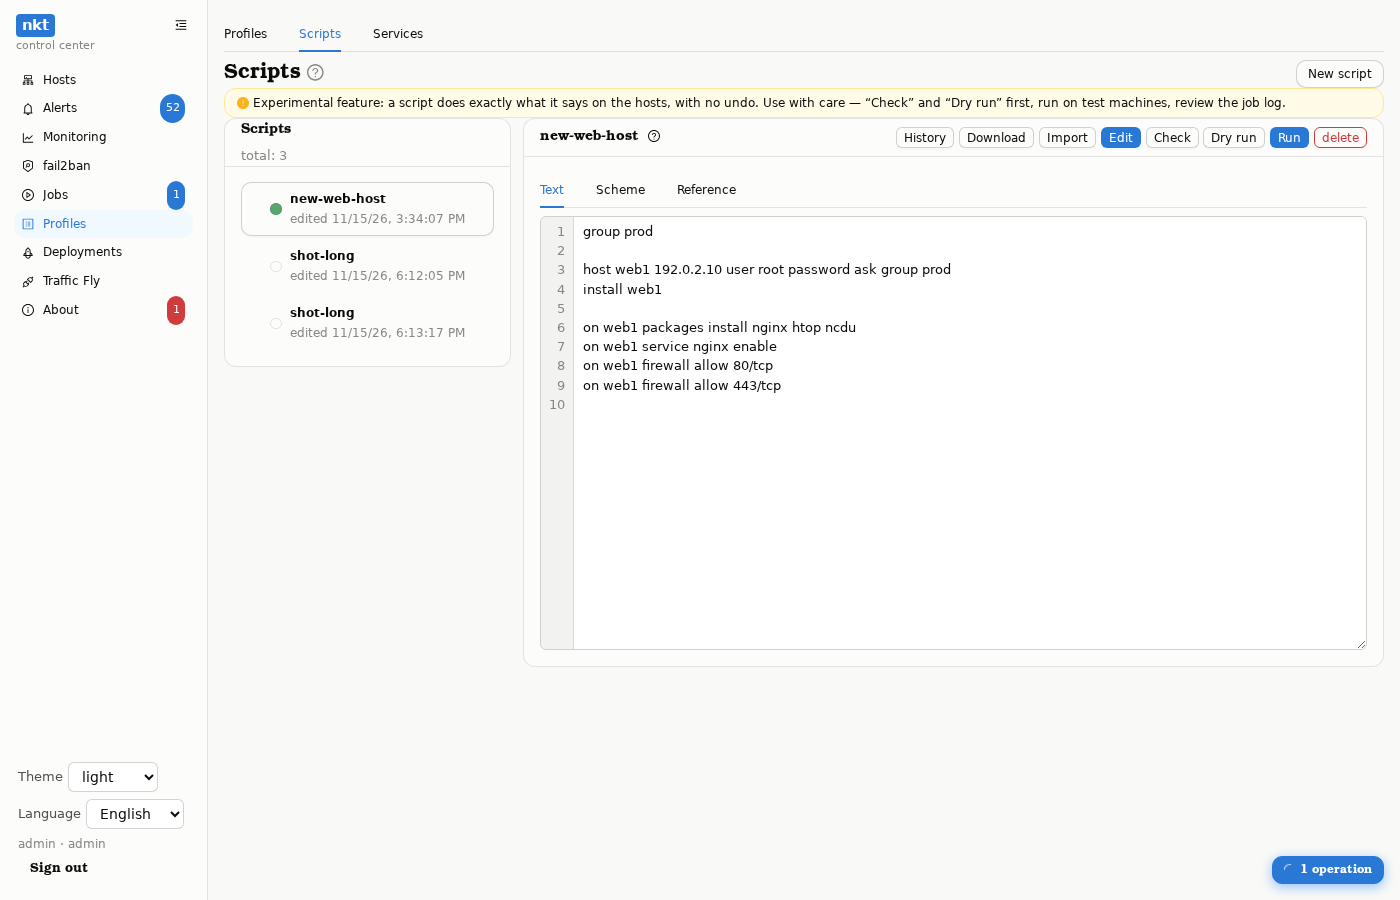 nkt
control center
Hosts
Alerts 52
Monitoring
fail2ban
Jobs 1
Profiles
Deployments
Traffic Fly
About 1
Theme light
Language English
admin · admin
Sign out
Profiles Scripts Services
Scripts ?
New script
Experimental feature: a script does exactly what it says on the hosts, with no undo. Use with care — “Check” and “Dry run” first, run on test machines, review the job log.
Scripts
total: 3
new-web-host
edited 11/15/26, 3:34:07 PM
shot-long
edited 11/15/26, 6:12:05 PM
shot-long
edited 11/15/26, 6:13:17 PM
new-web-host ?
History Download Import Edit Check Dry run Run delete
Text Scheme Reference
1 group prod
2
3 host web1 192.0.2.10 user root password ask group prod
4 install web1
5
6 on web1 packages install nginx htop ncdu
7 on web1 service nginx enable
8 on web1 firewall allow 80/tcp
9 on web1 firewall allow 443/tcp
10
1 operation